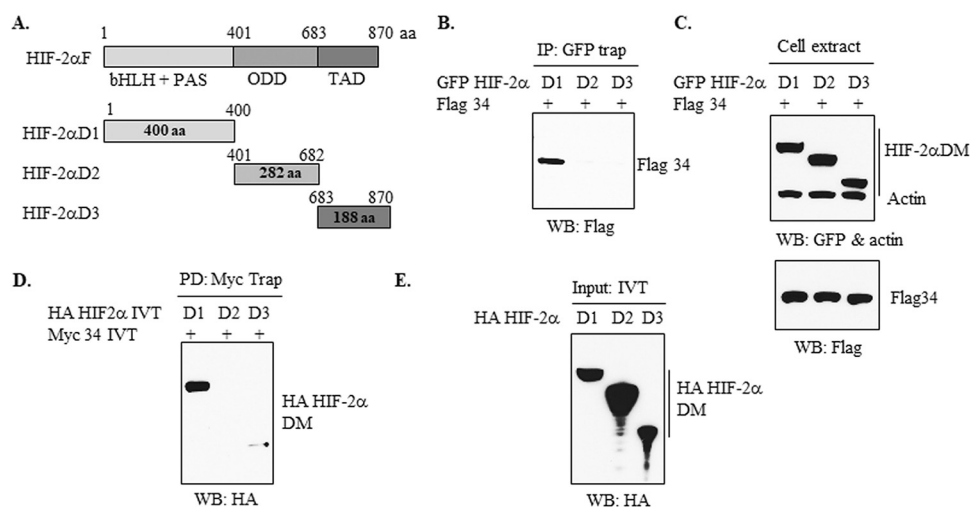 A.
1 401 683 870 aa
HIF-2αF
bHLH + PAS ODD TAD
1 400
HIF-2αD1 400 aa
401 682
HIF-2αD2 282 aa
683 870
HIF-2αD3 188 aa
B.
IP: GFP trap
GFP HIF-2α D1 D2 D3
Flag 34 + + +
Flag 34
WB: Flag
C.
Cell extract
GFP HIF-2α D1 D2 D3
Flag 34 + + +
HIF-2αDM
Actin
WB: GFP & actin
Flag34
WB: Flag
D.
PD: Myc Trap
HA HIF2α IVT D1 D2 D3
Myc 34 IVT + + +
HA HIF-2α
DM
WB: HA
E.
Input: IVT
HA HIF-2α D1 D2 D3
HA HIF-2α
DM
WB: HA